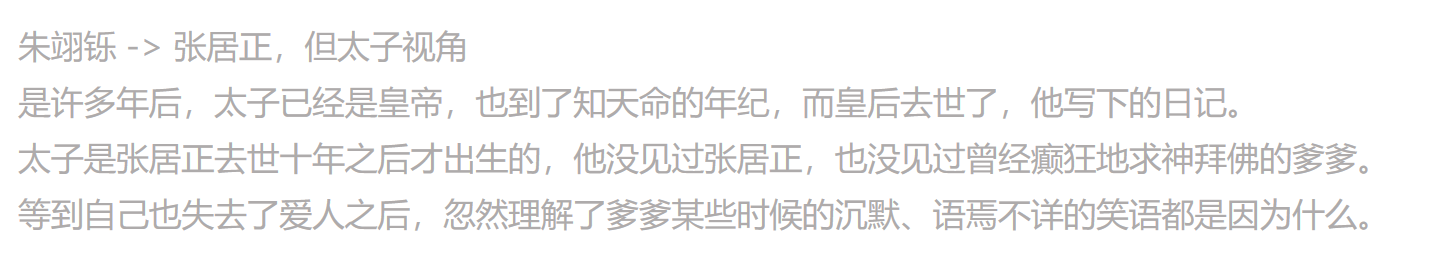 朱翊铄 -> 张居正，但太子视角
是许多年后，太子已经是皇帝，也到了知天命的年纪，而皇后去世了，他写下的日记。
太子是张居正去世十年之后才出生的，他没见过张居正，也没见过曾经癫狂地求神拜佛的爹爹。
等到自己也失去了爱人之后，忽然理解了爹爹某些时候的沉默、语焉不详的笑语都是因为什么。